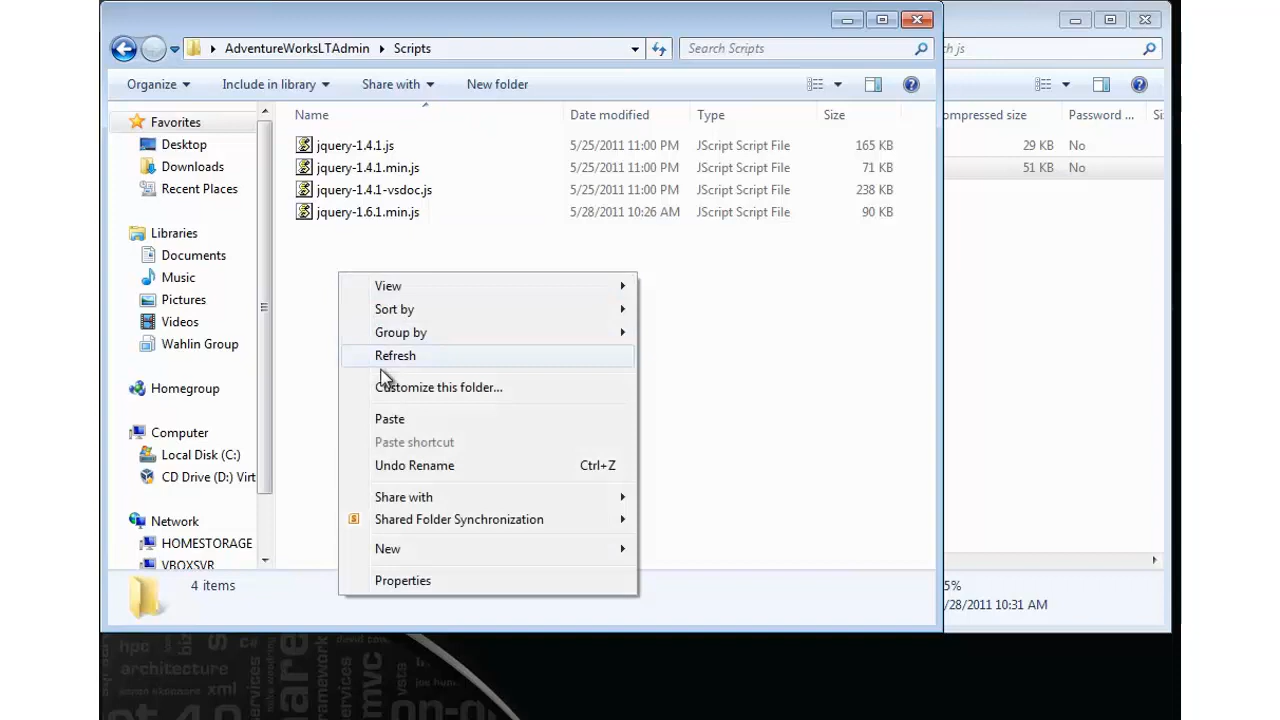 AdventureWorksLTAdmin Scripts Search Scripts ch js
Organize Include in library Share with New folder
Name Date modified Type Size ompressed size Password ... Si
Favorites
Desktop
Downloads
Recent Places
Libraries
Documents
Music
Pictures
Videos
Wahlin Group
Homegroup
Computer
Local Disk (C:)
CD Drive (D:) Virt
Network
HOMESTORAGE
VBOXSVR
jquery-1.4.1.js 5/25/2011 11:00 PM JScript Script File 165 KB 29 KB No
jquery-1.4.1.min.js 5/25/2011 11:00 PM JScript Script File 71 KB 51 KB No
jquery-1.4.1-vsdoc.js 5/25/2011 11:00 PM JScript Script File 238 KB
jquery-1.6.1.min.js 5/28/2011 10:26 AM JScript Script File 90 KB
View
Sort by
Group by
Refresh
Customize this folder...
Paste
Paste shortcut
Undo Rename Ctrl+Z
Share with
Shared Folder Synchronization
New
Properties
4 items
5%
/28/2011 10:31 AM
hpc
architecture
xml
services
framework
mvc
vsts
c#